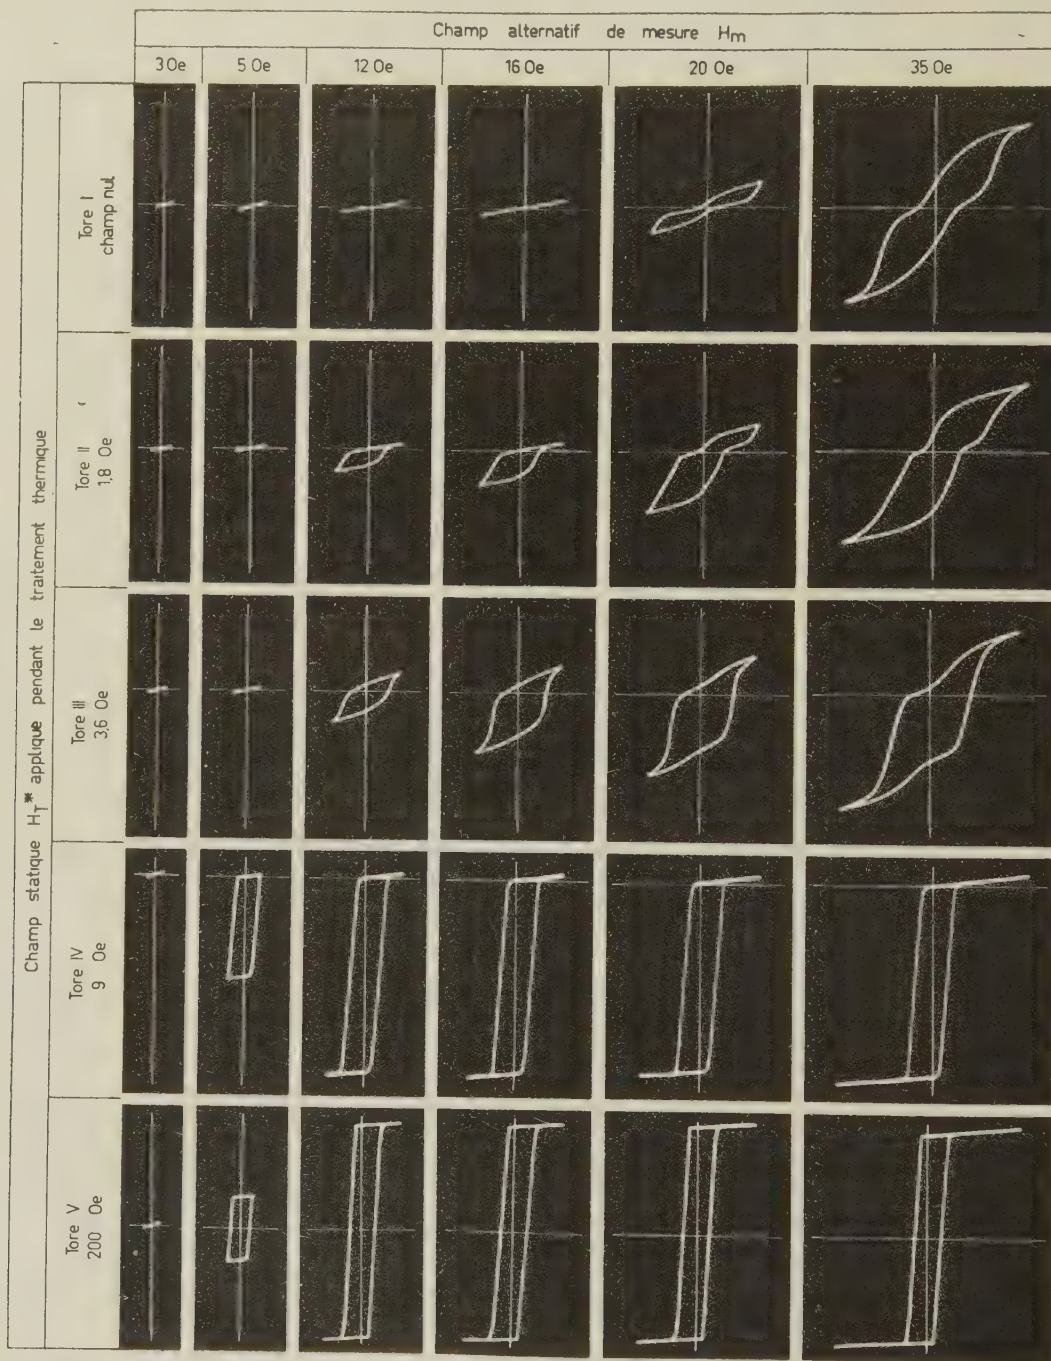 Champ alternatif de mesure Hm
3 Oe 5 Oe 12 Oe 16 Oe 20 Oe 35 Oe
Champ statique HT* appliqué pendant le traitement thermique
Tore I
champ nul
Tore II
1,8 Oe
Tore III
3,6 Oe
Tore IV
9 Oe
Tore V
200 Oe